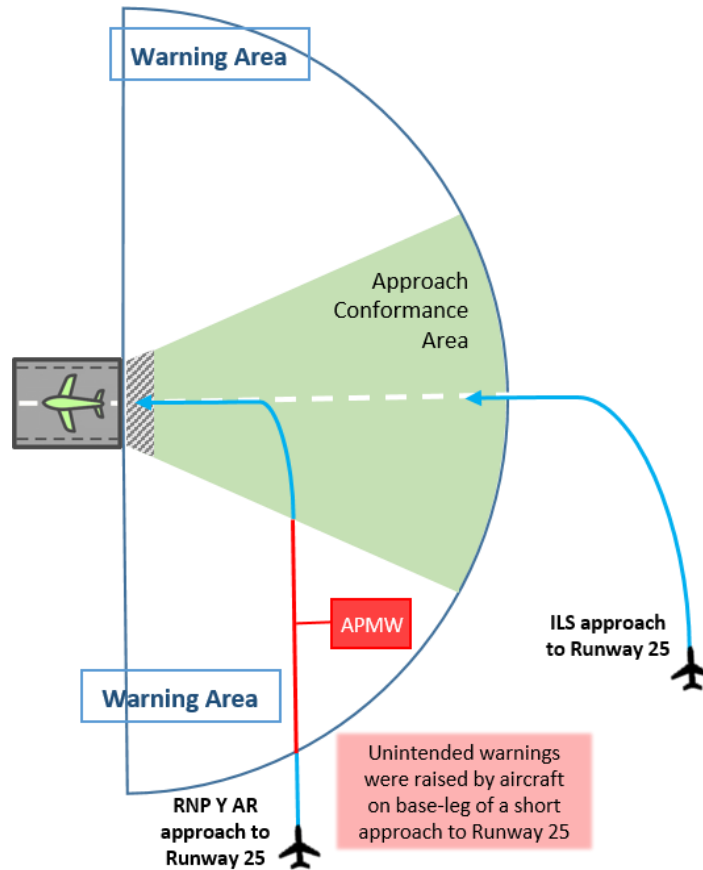 Warning Area
Approach
Conformance
Area
APMW
ILS approach
to Runway 25
Warning Area
Unintended warnings
were raised by aircraft
on base-leg of a short
approach to Runway 25
RNP Y AR
approach to
Runway 25